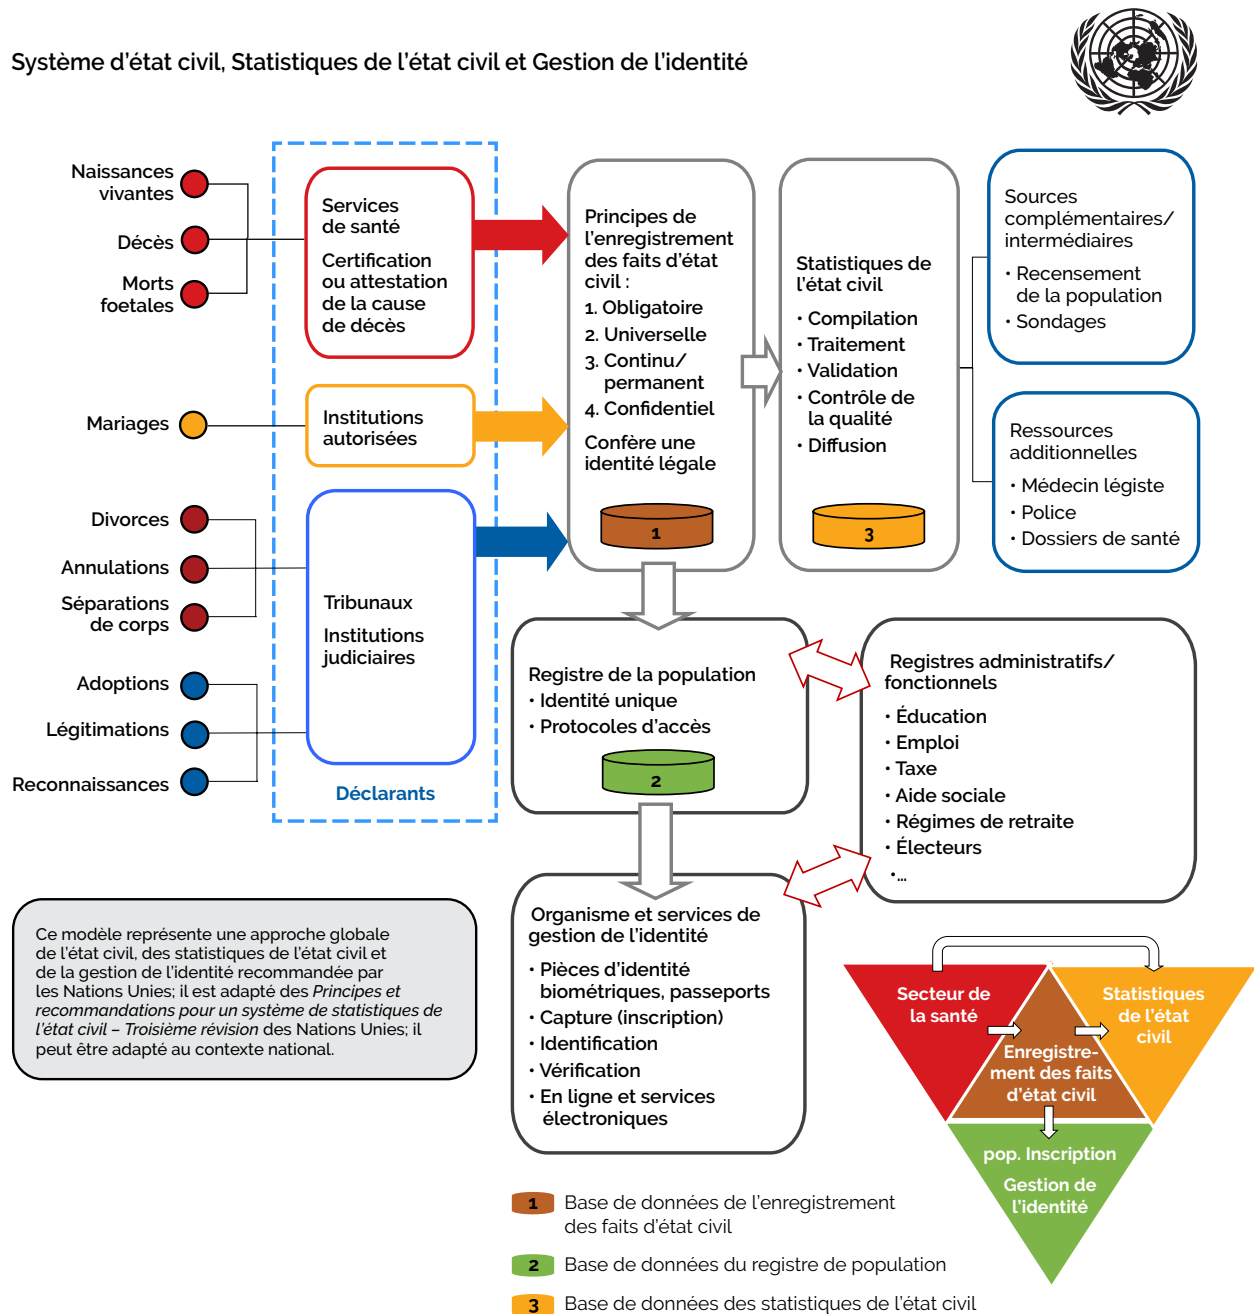 Système d'état civil, Statistiques de l'état civil et Gestion de l'identité
Naissances
vivantes
Décès
Morts
foetales
Mariages
Divorces
Annulations
Séparations
de corps
Adoptions
Légitimations
Reconnaissances
Services
de santé
Certification
ou attestation
de la cause
de décès
Institutions
autorisées
Tribunaux
Institutions
judiciaires
Déclarants
Principes de
l'enregistrement
des faits d'état
civil :
1. Obligatoire
2. Universelle
3. Continu/
permanent
4. Confidentiel
Confère une
identité légale
1
Statistiques de
l'état civil
• Compilation
• Traitement
• Validation
• Contrôle de
la qualité
• Diffusion
3
Sources
complémentaires/
intermédiaires
• Recensement
de la population
• Sondages
Ressources
additionnelles
• Médecin légiste
• Police
• Dossiers de santé
Registre de la population
• Identité unique
• Protocoles d'accès
2
Registres administratifs/
fonctionnels
• Éducation
• Emploi
• Taxe
• Aide sociale
• Régimes de retraite
• Électeurs
•...
Organisme et services de
gestion de l'identité
• Pièces d'identité
biométriques, passeports
• Capture (inscription)
• Identification
• Vérification
• En ligne et services
électroniques
Ce modèle représente une approche globale
de l'état civil, des statistiques de l'état civil et
de la gestion de l'identité recommandée par
les Nations Unies; il est adapté des Principes et
recommandations pour un système de statistiques de
l'état civil – Troisième révision des Nations Unies; il
peut être adapté au contexte national.
Secteur de
la santé
Statistiques
de l'état
civil
Enregistre-
ment des faits
d'état civil
pop. Inscription
Gestion de
l'identité
1 Base de données de l'enregistrement
des faits d'état civil
2 Base de données du registre de population
3 Base de données des statistiques de l'état civil